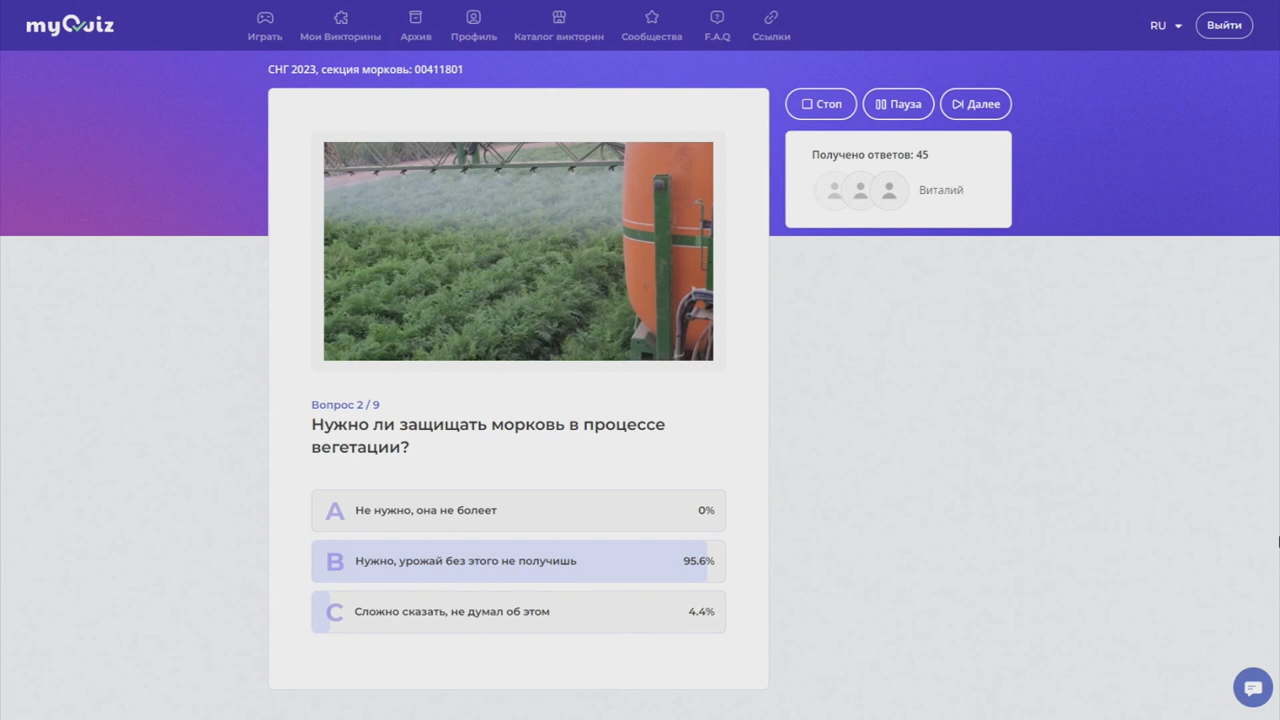 myQuiz
Играть
Мои Викторины
Архив
Профиль
Каталог викторин
Сообщества
F.A.Q
Ссылки
RU
Выйти
СНГ 2023, секция морковь: 00411801
Стоп
Пауза
Далее
Получено ответов: 45
Виталий
Вопрос 2 / 9
Нужно ли защищать морковь в процессе
вегетации?
A Не нужно, она не болеет 0%
B Нужно, урожай без этого не получишь 95.6%
C Сложно сказать, не думал об этом 4.4%